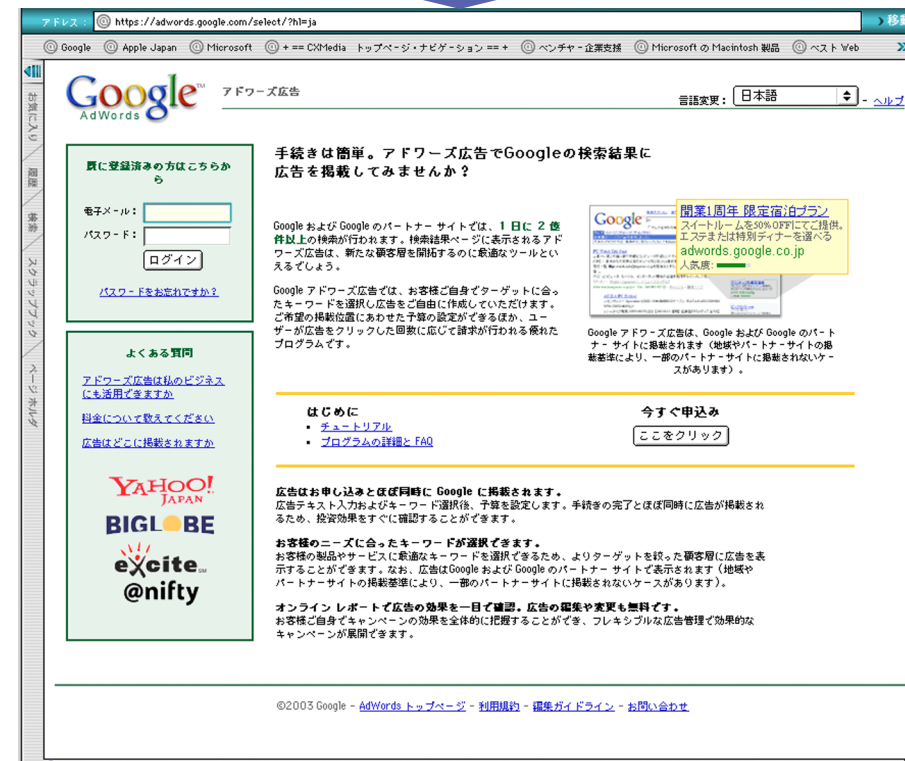 アドレス： @ https://adwords.google.com/select/?hl=ja 移動
Google Apple Japan Microsoft + == CXMedia トップページ・ナビゲーション == + ベンチャー企業支援 Microsoft の Macintosh 製品 ベスト Web
お気に入り
履歴
検索
スクラップブック
ページ ホルダ
Google™
AdWords
アドワーズ広告
言語変更： 日本語 - ヘルプ
既に登録済みの方はこちらか
ら
電子メール：
パスワード：
ログイン
パスワードをお忘れですか？
よくある質問
アドワーズ広告は私のビジネス
にも活用できますか
料金について教えてください
広告はどこに掲載されますか
YAHOO!
JAPAN
BIGLOBE
excite
@nifty
手続きは簡単。アドワーズ広告でGoogleの検索結果に
広告を掲載してみませんか？
Google および Google のパートナー サイトでは、1 日に 2 億
件以上の検索が行われます。検索結果ページに表示されるアド
ワーズ広告は、新たな顧客層を開拓するのに最適なツールとい
えるでしょう。
Google アドワーズ広告では、お客様ご自身でターゲットに合っ
たキーワードを選択し広告をご自由に作成していただけます。
ご希望の掲載位置にあわせた予算の設定ができるほか、ユー
ザーが広告をクリックした回数に応じて請求が行われる優れた
プログラムです。
Google
開業1周年 限定宿泊プラン
スイートルームを50%OFFにてご提供。
エステまたは特別ディナーを選べる
adwords.google.co.jp
人気度：
Google アドワーズ広告は、Google および Google のパート
ナー サイトに掲載されます（地域やパートナーサイトの掲
載基準により、一部のパートナーサイトに掲載されないケー
スがあります）。
はじめに
• チュートリアル
• プログラムの詳細と FAQ
今すぐ申込み
ここをクリック
広告はお申し込みとほぼ同時に Google に掲載されます。
広告テキスト入力およびキーワード選択後、予算を設定します。手続きの完了とほぼ同時に広告が掲載され
るため、投資効果をすぐに確認することができます。
お客様のニーズに合ったキーワードが選択できます。
お客様の製品やサービスに最適なキーワードを選択できるため、よりターゲットを絞った顧客層に広告を表
示することができます。なお、広告はGoogle および Google のパートナー サイトで表示されます（地域や
パートナーサイトの掲載基準により、一部のパートナーサイトに掲載されないケースがあります）。
オンライン レポートで広告の効果を一目で確認。広告の編集や変更も無料です。
お客様ご自身でキャンペーンの効果を全体的に把握することができ、フレキシブルな広告管理で効果的な
キャンペーンが展開できます。
©2003 Google - AdWords トップページ - 利用規約 - 編集ガイドライン - お問い合わせ